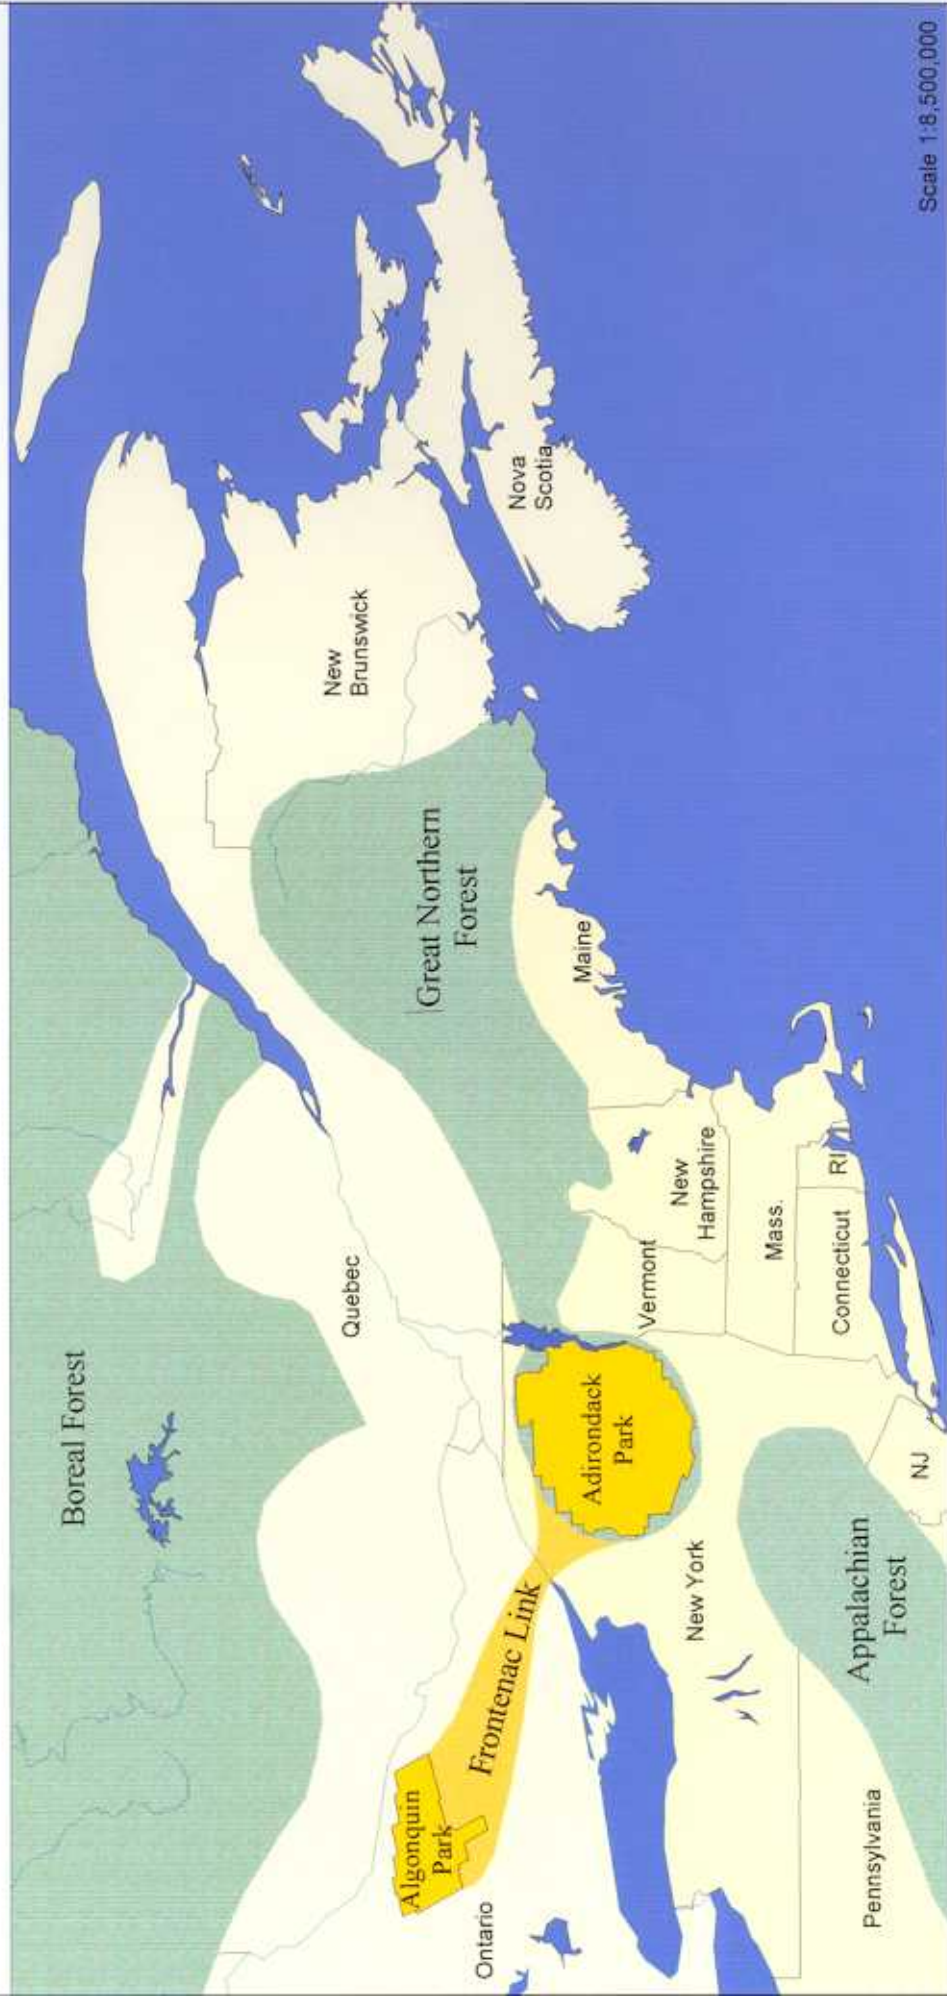 Boreal Forest
Quebec
New
Brunswick
Great Northern
Forest
Nova
Scotia
Algonquin
Park
Frontenac Link
Ontario
Adirondack
Park
Maine
Vermont
New
Hampshire
New York
Mass.
Connecticut
RI
Appalachian
Forest
NJ
Pennsylvania
Scale 1:8,500,000